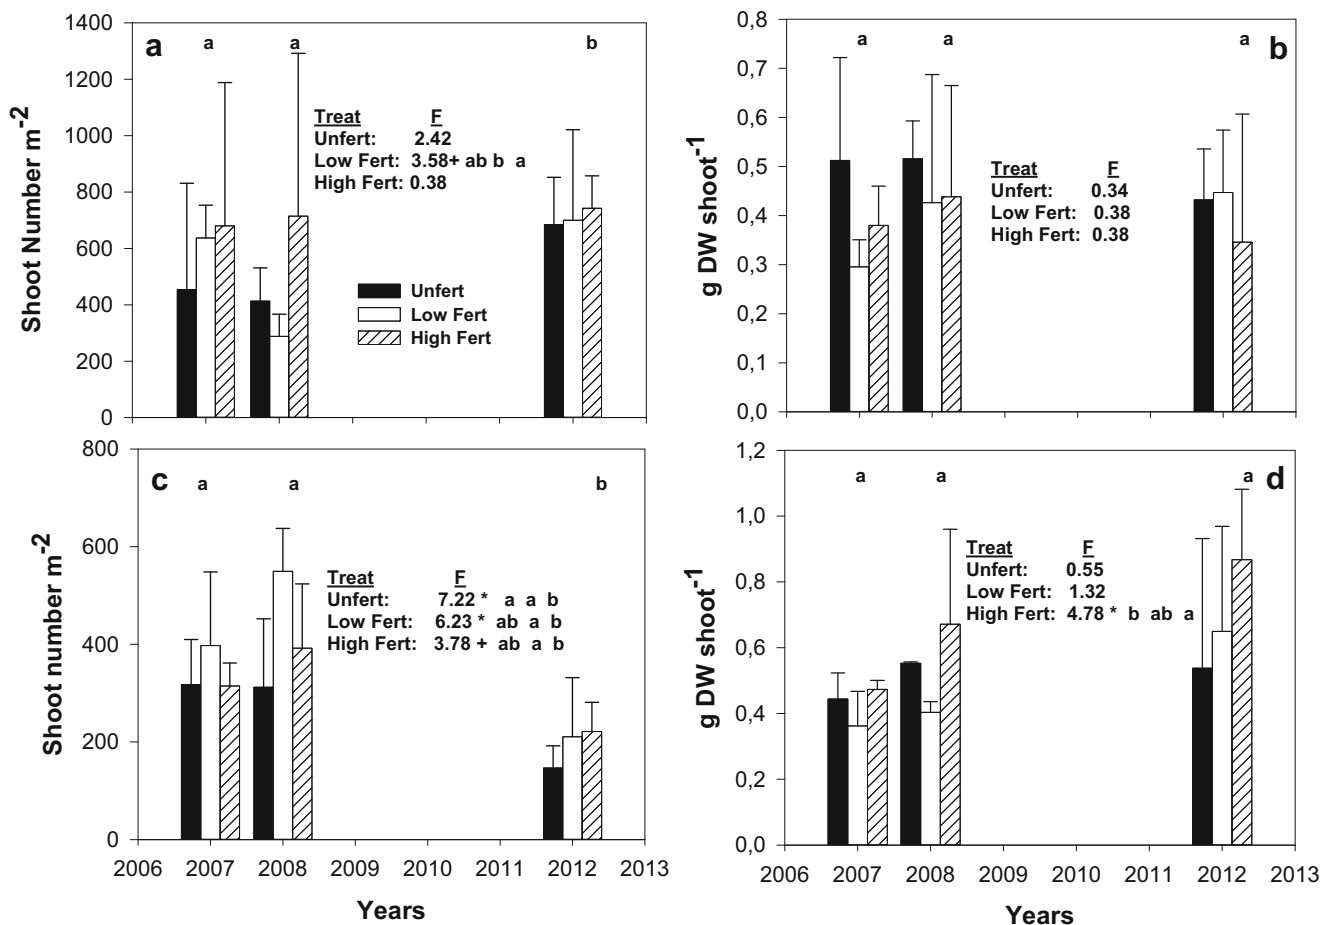 a
a
a
b
1400
1200
1000
800
600
400
200
0
Shoot Number m-2
Treat F
Unfert: 2.42
Low Fert: 3.58+ ab b a
High Fert: 0.38
Unfert
Low Fert
High Fert
b
a
a
a
0,8
0,7
0,6
0,5
0,4
0,3
0,2
0,1
0,0
g DW shoot-1
Treat F
Unfert: 0.34
Low Fert: 0.38
High Fert: 0.38
c
a
a
b
800
600
400
200
0
Shoot number m-2
Treat F
Unfert: 7.22 * a a b
Low Fert: 6.23 * ab a b
High Fert: 3.78 + ab a b
2006 2007 2008 2009 2010 2011 2012 2013
Years
d
a
a
a
1,2
1,0
0,8
0,6
0,4
0,2
0,0
g DW shoot-1
Treat F
Unfert: 0.55
Low Fert: 1.32
High Fert: 4.78 * b ab a
2006 2007 2008 2009 2010 2011 2012 2013
Years